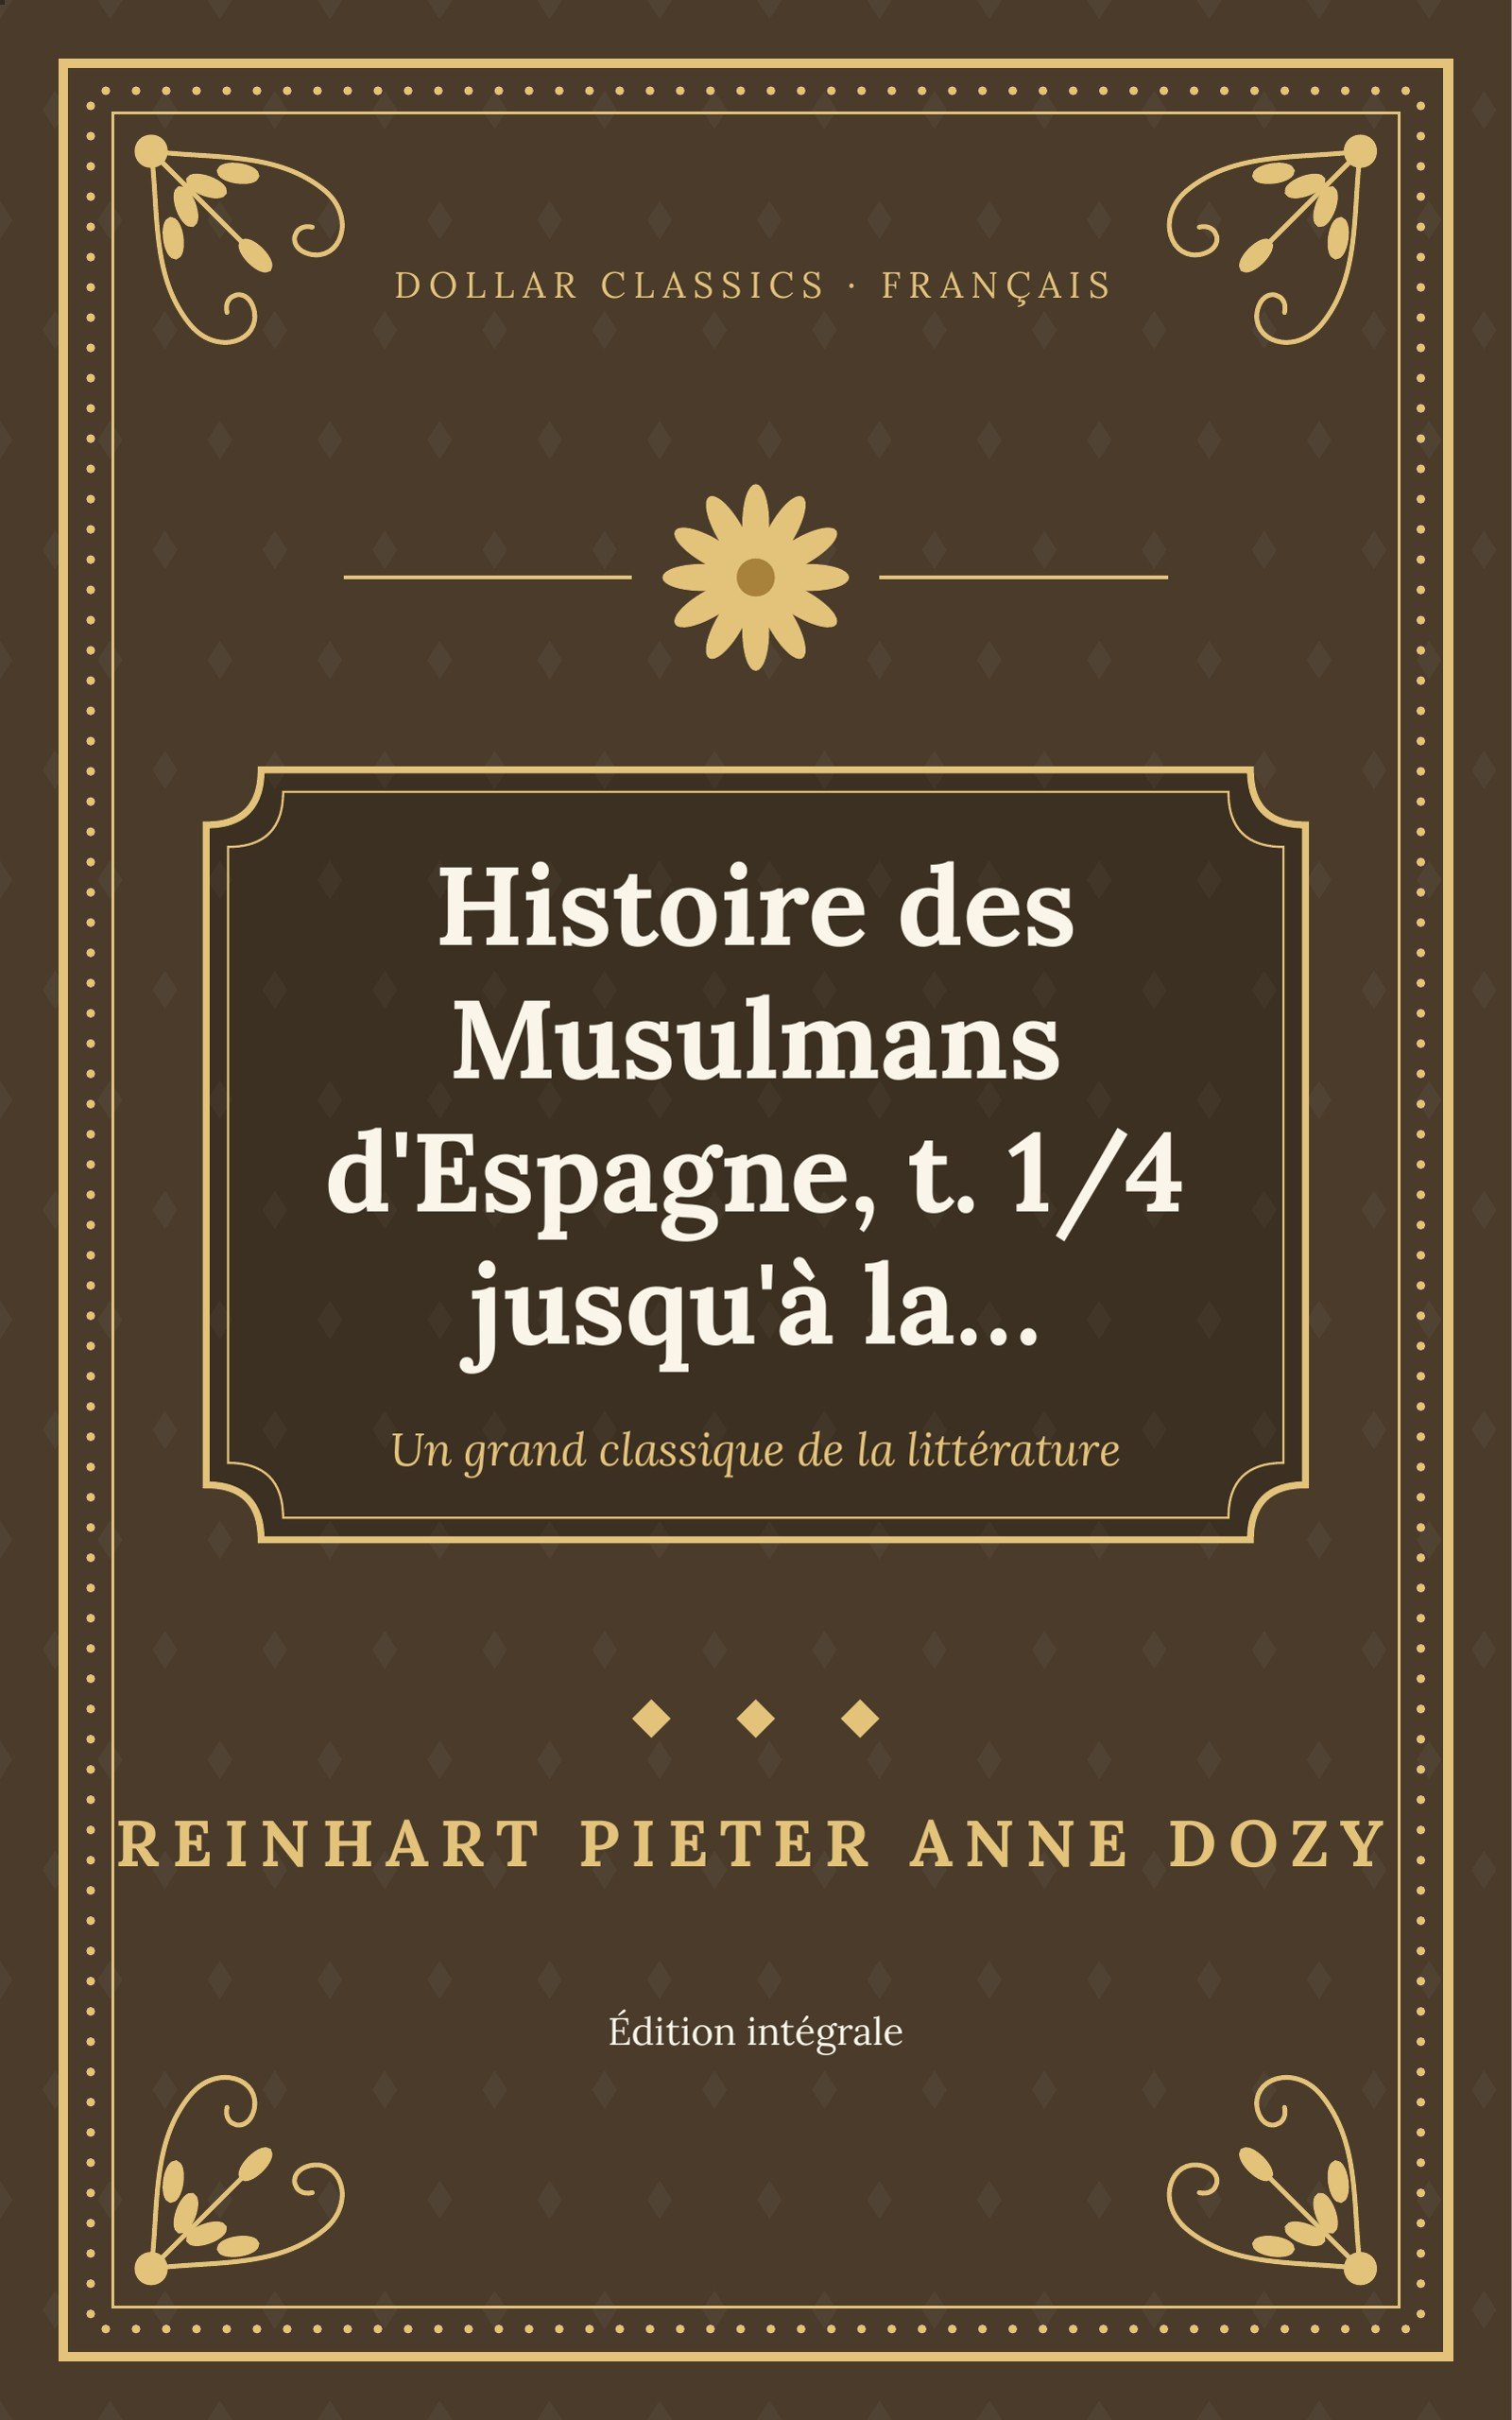 DOLLAR CLASSICS · FRANÇAIS
Histoire des
Musulmans
d'Espagne, t. 1/4
jusqu'à la...
Un grand classique de la littérature
REINHART PIETER ANNE DOZY
Édition intégrale